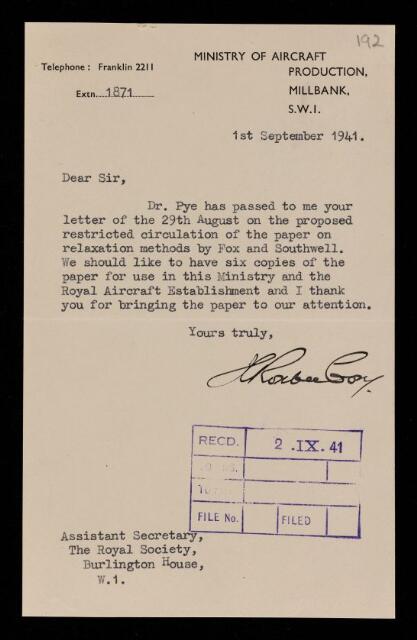 192
MINISTRY OF AIRCRAFT
Telephone : Franklin 2211
PRODUCTION,
Extn. 1871
MILLBANK,
S.W.1.
1st September 1941.
Dear Sir,
Dr. Pye has passed to me your
letter of the 29th August on the proposed
restricted circulation of the paper on
relaxation methods by Fox and Southwell.
We should like to have six copies of the
paper for use in this Ministry and the
Royal Aircraft Establishment and I thank
you for bringing the paper to our attention.
Yours truly,
RECD. 2 .IX. 41
FILE No. FILED
Assistant Secretary,
The Royal Society,
Burlington House,
W.1.